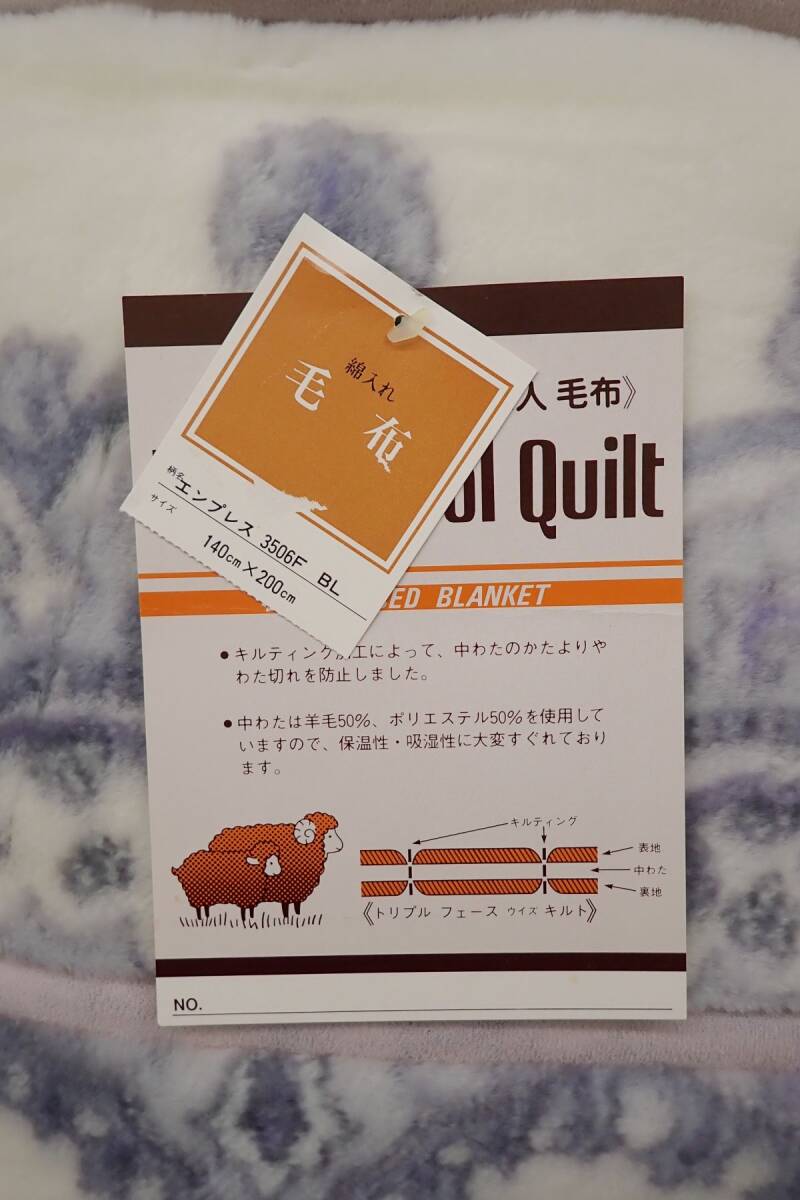 綿入れ
毛布
柄名 エンプレス 3506F BL
サイズ 140cm×200cm
毛布》
Quilt
BLANKET
●キルティング加工によって、中わたのかたよりや
わた切れを防止しました。
●中わたは羊毛50%、ポリエステル50%を使用して
いますので、保温性・吸湿性に大変すぐれており
ます。
キルティング
表地
中わた
裏地
《トリプル フェース ウイズ キルト》
NO.